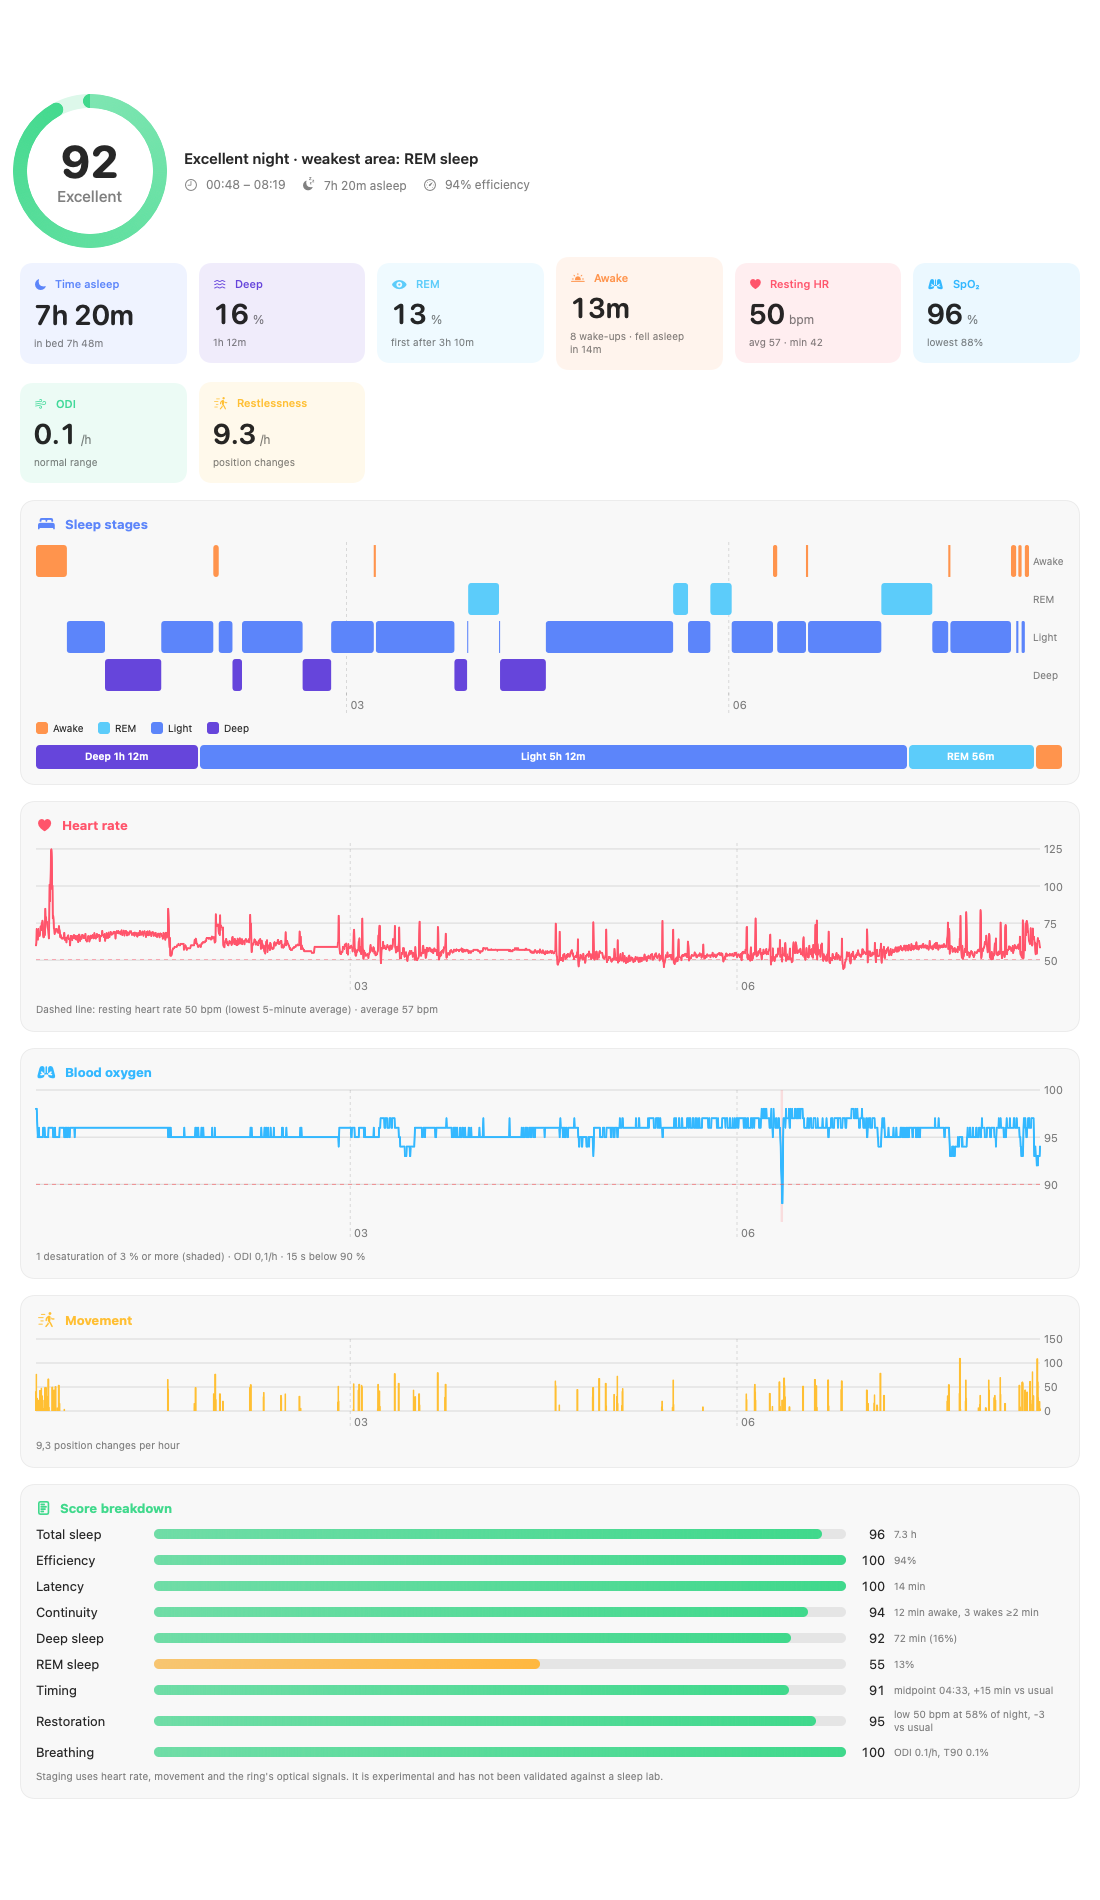 92
Excellent
Excellent night · weakest area: REM sleep
00:48 – 08:19 7h 20m asleep 94% efficiency
Time asleep
7h 20m
in bed 7h 48m
Deep
16 %
1h 12m
REM
13 %
first after 3h 10m
Awake
13m
8 wake-ups · fell asleep
in 14m
Resting HR
50 bpm
avg 57 · min 42
SpO₂
96 %
lowest 88%
ODI
0.1 /h
normal range
Restlessness
9.3 /h
position changes
Sleep stages
Awake
REM
Light
Deep
03 06
Awake REM Light Deep
Deep 1h 12m Light 5h 12m REM 56m
Heart rate
125
100
75
50
03 06
Dashed line: resting heart rate 50 bpm (lowest 5-minute average) · average 57 bpm
Blood oxygen
100
95
90
03 06
1 desaturation of 3 % or more (shaded) · ODI 0,1/h · 15 s below 90 %
Movement
150
100
50
0
03 06
9,3 position changes per hour
Score breakdown
Total sleep 96 7.3 h
Efficiency 100 94%
Latency 100 14 min
Continuity 94 12 min awake, 3 wakes ≥2 min
Deep sleep 92 72 min (16%)
REM sleep 55 13%
Timing 91 midpoint 04:33, +15 min vs usual
Restoration 95 low 50 bpm at 58% of night, -3
vs usual
Breathing 100 ODI 0.1/h, T90 0.1%
Staging uses heart rate, movement and the ring's optical signals. It is experimental and has not been validated against a sleep lab.